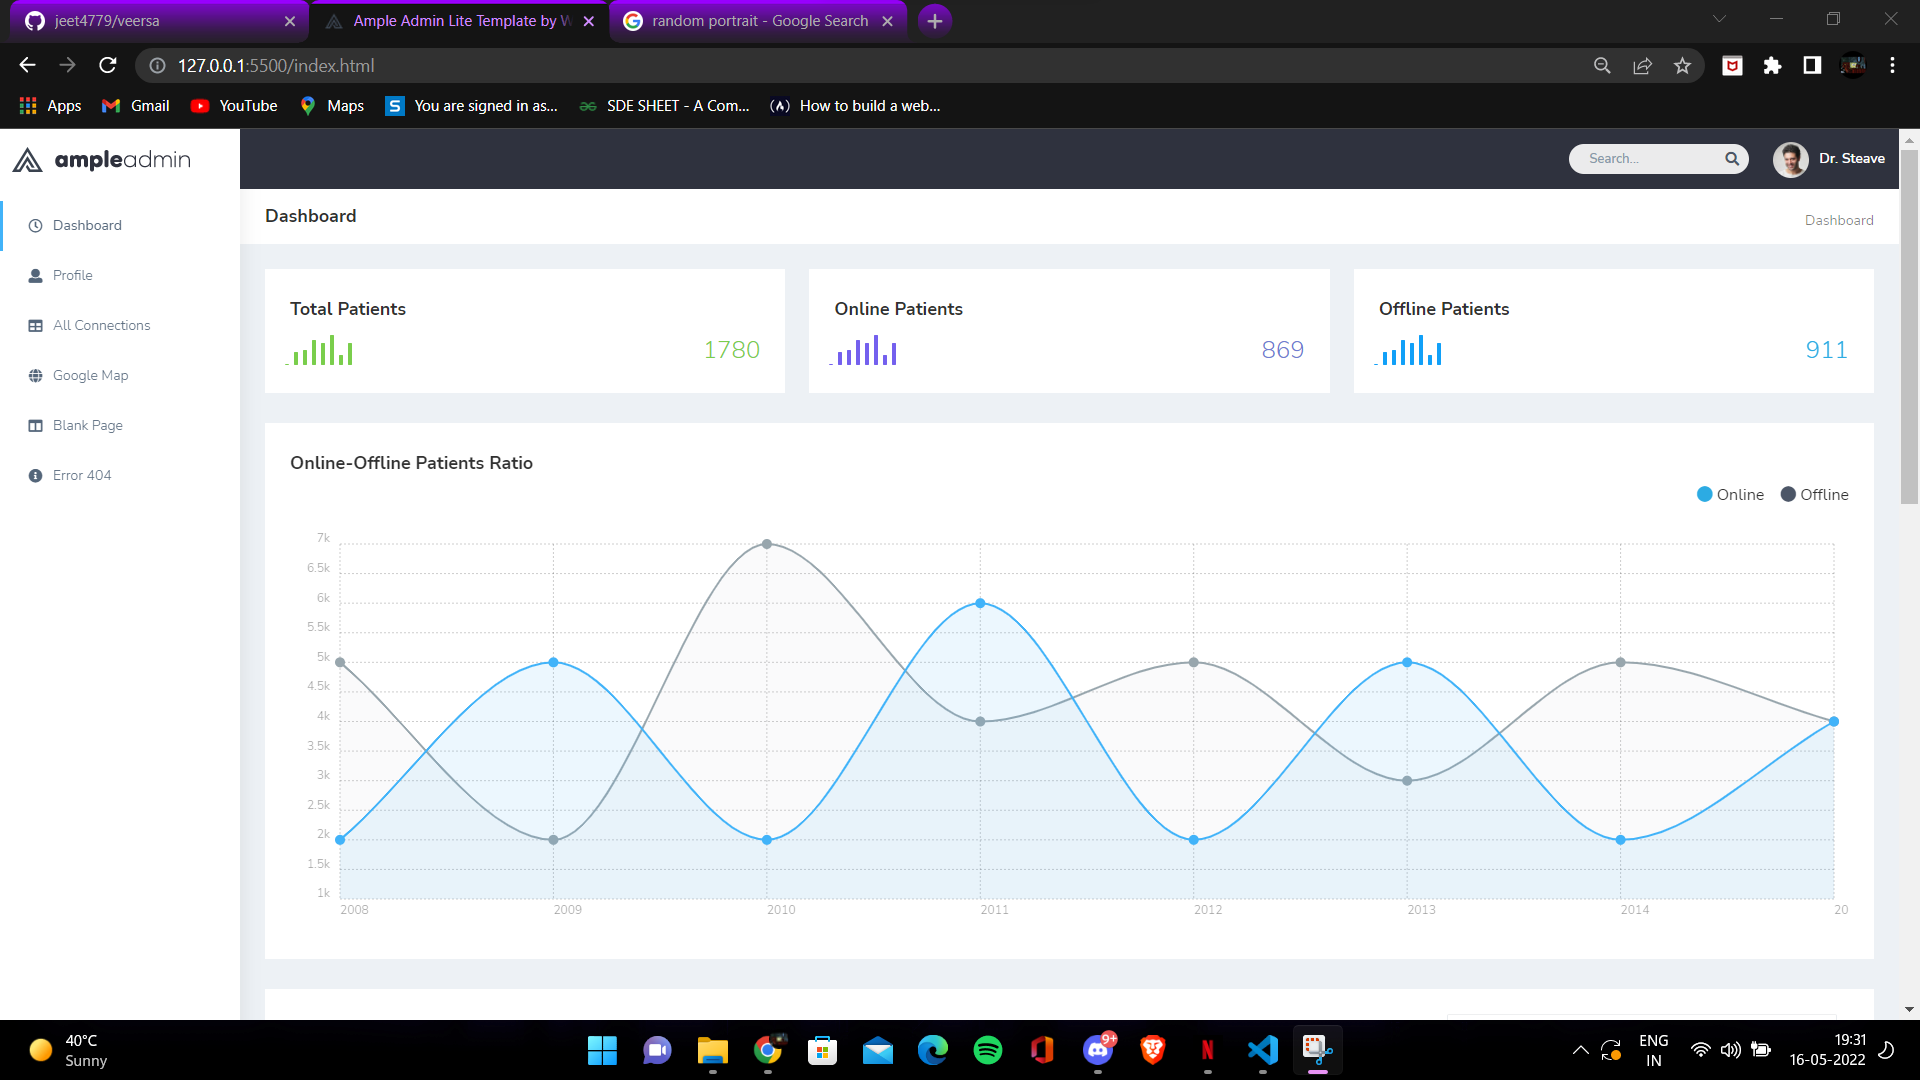 jeet4779/veersa
Ample Admin Lite Template by W
random portrait - Google Search
127.0.0.1:5500/index.html
Apps
Gmail
YouTube
Maps
You are signed in as...
SDE SHEET - A Com...
How to build a web...
ampleadmin
Search...
Dr. Steave
Dashboard
Profile
All Connections
Google Map
Blank Page
Error 404
Dashboard
Dashboard
Total Patients
1780
Online Patients
869
Offline Patients
911
Online-Offline Patients Ratio
Online
Offline
7k
6.5k
6k
5.5k
5k
4.5k
4k
3.5k
3k
2.5k
2k
1.5k
1k
2008
2009
2010
2011
2012
2013
2014
20
40°C
Sunny
9+
ENG
IN
19:31
16-05-2022